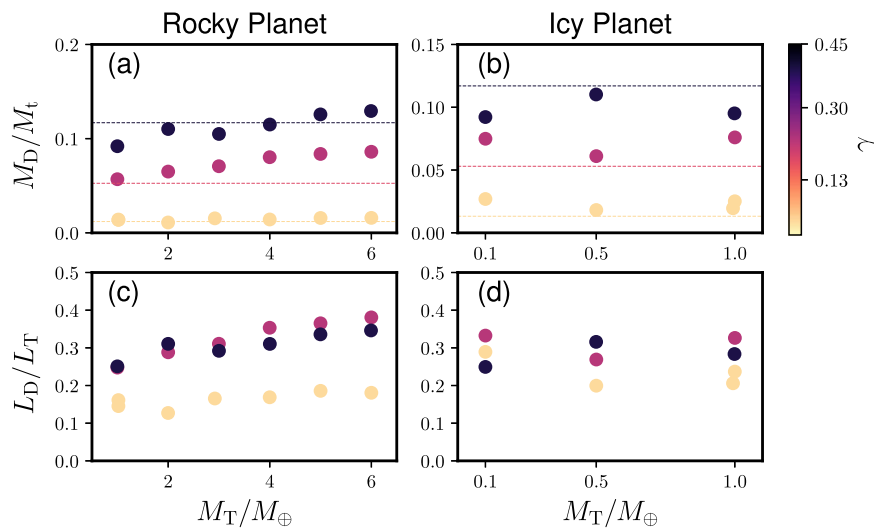 Rocky Planet
Icy Planet
(a)
(b)
0.2
0.1
0.0
M_D/M_t
2 4 6
0.15
0.10
0.05
0.00
0.1 0.5 1.0
0.45
0.30
0.13
γ
(c)
(d)
0.5
0.4
0.3
0.2
0.1
0.0
L_D/L_T
2 4 6
M_T/M_⊕
0.5
0.4
0.3
0.2
0.1
0.0
0.1 0.5 1.0
M_T/M_⊕